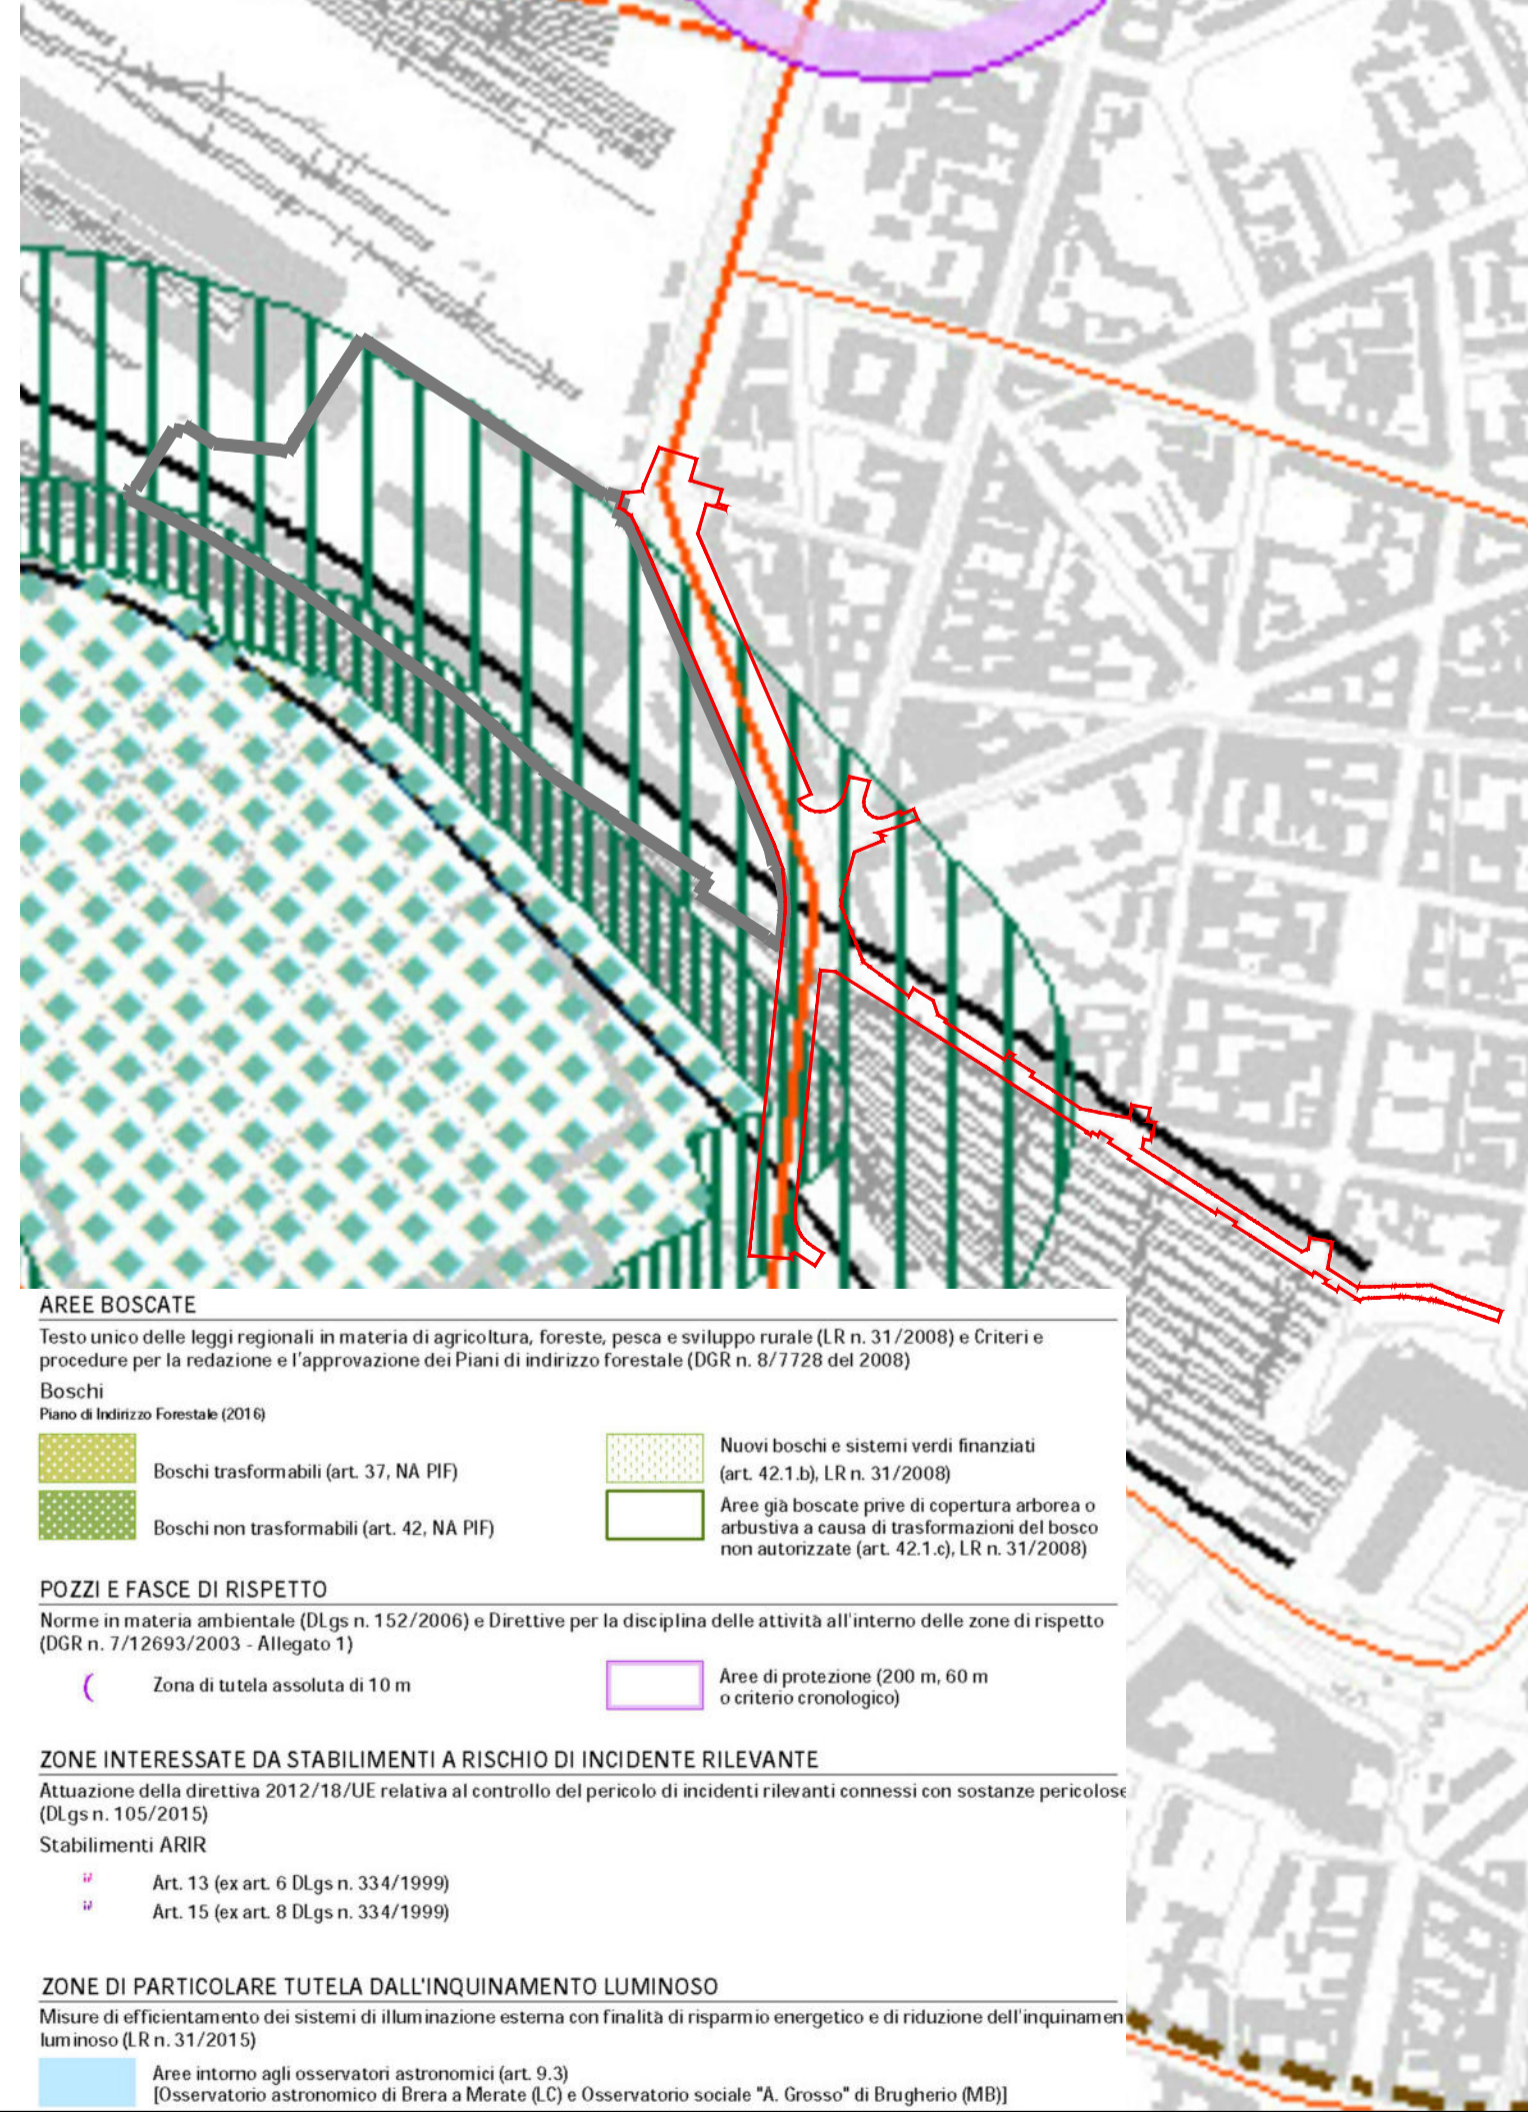 AREE BOSCATE
Testo unico delle leggi regionali in materia di agricoltura, foreste, pesca e sviluppo rurale (LR n. 31/2008) e Criteri e
procedure per la redazione e l'approvazione dei Piani di indirizzo forestale (DGR n. 8/7728 del 2008)
Boschi
Piano di Indirizzo Forestale (2016)
Boschi trasformabili (art. 37, NA PIF)
Boschi non trasformabili (art. 42, NA PIF)
Nuovi boschi e sistemi verdi finanziati
(art. 42.1.b), LR n. 31/2008)
Aree già boscate prive di copertura arborea o
arbustiva a causa di trasformazioni del bosco
non autorizzate (art. 42.1.c), LR n. 31/2008)
POZZI E FASCE DI RISPETTO
Norme in materia ambientale (DLgs n. 152/2006) e Direttive per la disciplina delle attività all'interno delle zone di rispetto
(DGR n. 7/12693/2003 - Allegato 1)
Zona di tutela assoluta di 10 m
Aree di protezione (200 m, 60 m
o criterio cronologico)
ZONE INTERESSATE DA STABILIMENTI A RISCHIO DI INCIDENTE RILEVANTE
Attuazione della direttiva 2012/18/UE relativa al controllo del pericolo di incidenti rilevanti connessi con sostanze pericolose
(DLgs n. 105/2015)
Stabilimenti ARIR
Art. 13 (ex art. 6 DLgs n. 334/1999)
Art. 15 (ex art. 8 DLgs n. 334/1999)
ZONE DI PARTICOLARE TUTELA DALL'INQUINAMENTO LUMINOSO
Misure di efficientamento dei sistemi di illuminazione esterna con finalità di risparmio energetico e di riduzione dell'inquinamen
luminoso (LR n. 31/2015)
Aree intorno agli osservatori astronomici (art. 9.3)
[Osservatorio astronomico di Brera a Merate (LC) e Osservatorio sociale "A. Grosso" di Brugherio (MB)]